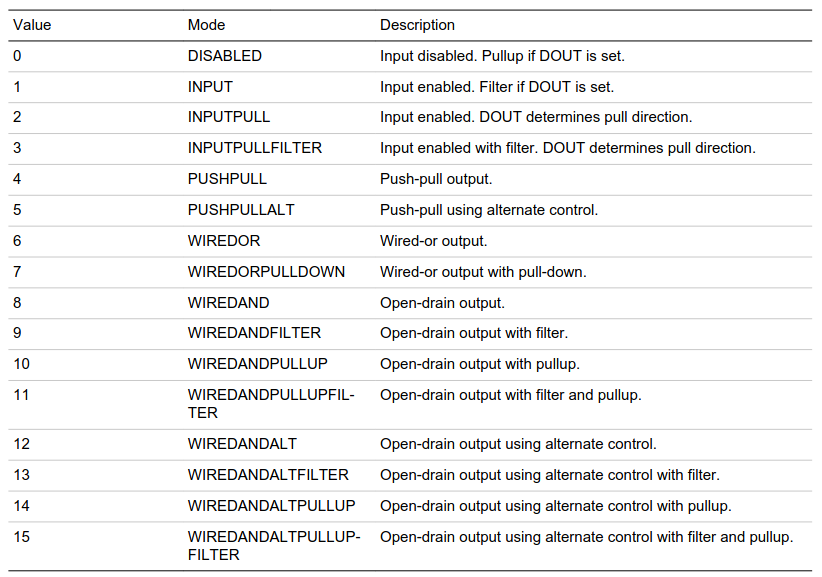 Value Mode Description
0 DISABLED Input disabled. Pullup if DOUT is set.
1 INPUT Input enabled. Filter if DOUT is set.
2 INPUTPULL Input enabled. DOUT determines pull direction.
3 INPUTPULLFILTER Input enabled with filter. DOUT determines pull direction.
4 PUSHPULL Push-pull output.
5 PUSHPULLALT Push-pull using alternate control.
6 WIREDOR Wired-or output.
7 WIREDORPULLDOWN Wired-or output with pull-down.
8 WIREDAND Open-drain output.
9 WIREDANDFILTER Open-drain output with filter.
10 WIREDANDPULLUP Open-drain output with pullup.
11 WIREDANDPULLUPFIL- Open-drain output with filter and pullup.
TER
12 WIREDANDALT Open-drain output using alternate control.
13 WIREDANDALTFILTER Open-drain output using alternate control with filter.
14 WIREDANDALTPULLUP Open-drain output using alternate control with pullup.
15 WIREDANDALTPULLUP- Open-drain output using alternate control with filter and pullup.
FILTER